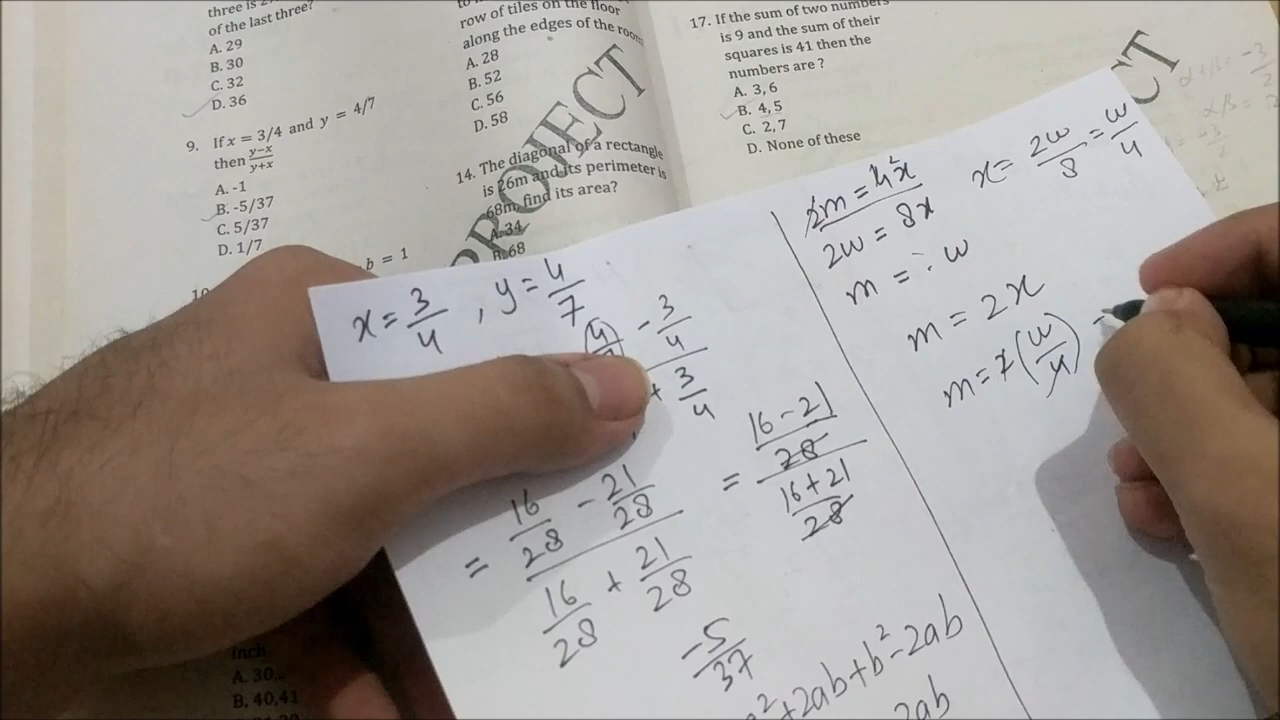 three is
of the last three?
A. 29
B. 30
C. 32
D. 36
9. If x = 3/4 and y = 4/7
then y−x/y+x
A. -1
B. -5/37
C. 5/37
D. 1/7
b = 1
row of tiles on the floor
along the edges of the room
A. 28
B. 52
C. 56
D. 58
14. The diagonal of a rectangle
is 26m and its perimeter is
68m, find its area?
A. 34
B. 68
17. If the sum of two numbers
is 9 and the sum of their
squares is 41 then the
numbers are ?
A. 3, 6
B. 4, 5
C. 2, 7
D. None of these
PROJECT
CT
inch
A. 30,
B. 40,41
x = 3/4 , y = 4/7
4 - 3/4
+ 3/4
= 16/28 - 21/28
16/28 + 21/28
= 16 - 21/28
16 + 21/28
-5/37
a² + 2ab + b² - 2ab
2ab
2m = 4x
2w = 8x
x = 2w/8 = w/4
m = w
m = 2x
m = 2(w/4)